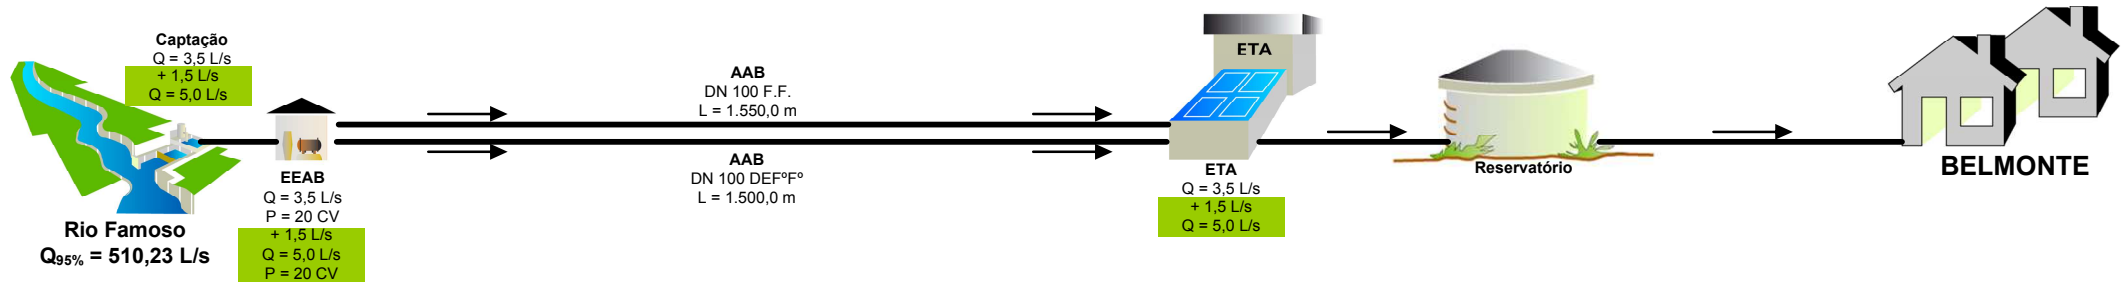 Captação
Q = 3,5 L/s
+ 1,5 L/s
Q = 5,0 L/s
Rio Famoso
Q95% = 510,23 L/s
EEAB
Q = 3,5 L/s
P = 20 CV
+ 1,5 L/s
Q = 5,0 L/s
P = 20 CV
AAB
DN 100 F.F.
L = 1.550,0 m
AAB
DN 100 DEFºFº
L = 1.500,0 m
ETA
ETA
Q = 3,5 L/s
+ 1,5 L/s
Q = 5,0 L/s
Reservatório
BELMONTE